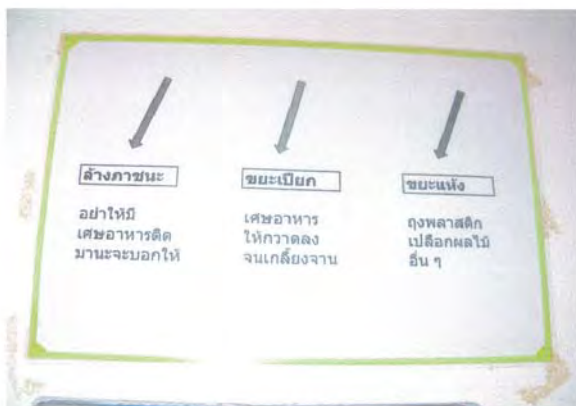 ล้างภาชนะ
อย่าให้มี
เศษอาหารติด
มานะจะบอกให้
ขยะเปียก
เศษอาหาร
ให้กวาดลง
จนเกลี้ยงจาน
ขยะแห้ง
ถุงพลาสติก
เปลือกผลไม้
อื่น ๆ